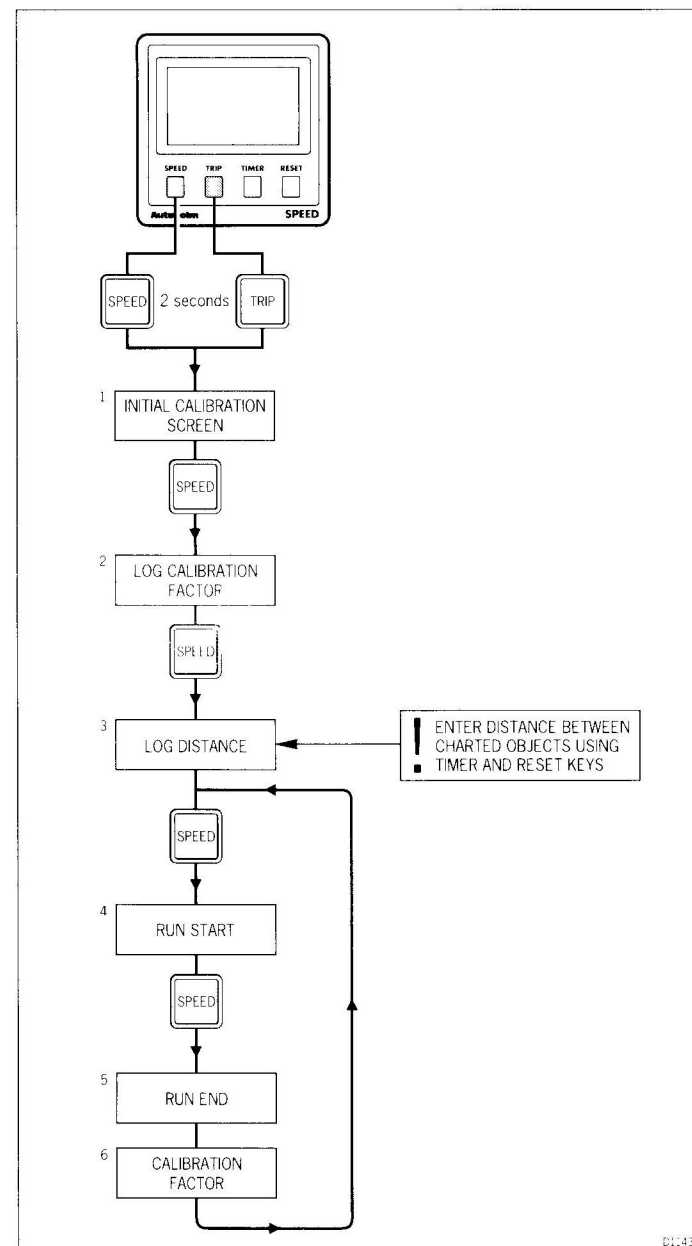 SPEED TRIP TIMER RESET
Autohelm SPEED
SPEED 2 seconds TRIP
1 INITIAL CALIBRATION
SCREEN
SPEED
2 LOG CALIBRATION
FACTOR
SPEED
3 LOG DISTANCE
! ENTER DISTANCE BETWEEN
CHARTED OBJECTS USING
TIMER AND RESET KEYS
SPEED
4 RUN START
SPEED
5 RUN END
6 CALIBRATION
FACTOR